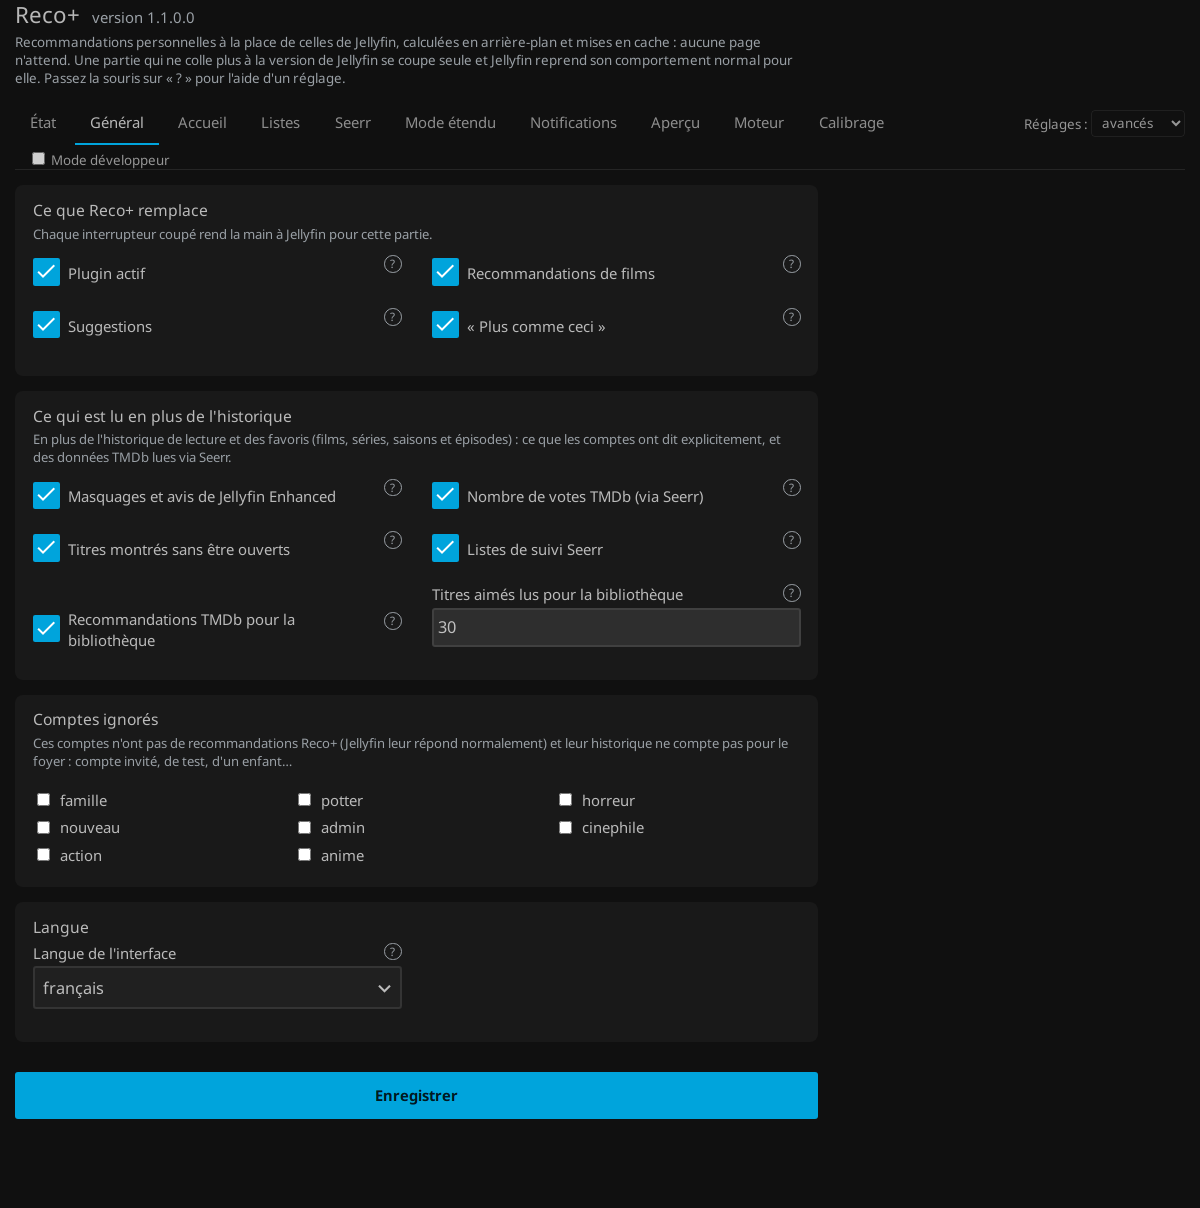 Reco+ version 1.1.0.0
Recommandations personnelles à la place de celles de Jellyfin, calculées en arrière-plan et mises en cache : aucune page
n'attend. Une partie qui ne colle plus à la version de Jellyfin se coupe seule et Jellyfin reprend son comportement normal pour
elle. Passez la souris sur « ? » pour l'aide d'un réglage.
État Général Accueil Listes Seerr Mode étendu Notifications Aperçu Moteur Calibrage Réglages : avancés
Mode développeur
Ce que Reco+ remplace
Chaque interrupteur coupé rend la main à Jellyfin pour cette partie.
Plugin actif ? Recommandations de films ?
Suggestions ? « Plus comme ceci » ?
Ce qui est lu en plus de l'historique
En plus de l'historique de lecture et des favoris (films, séries, saisons et épisodes) : ce que les comptes ont dit explicitement, et
des données TMDb lues via Seerr.
Masquages et avis de Jellyfin Enhanced ? Nombre de votes TMDb (via Seerr) ?
Titres montrés sans être ouverts ? Listes de suivi Seerr ?
Titres aimés lus pour la bibliothèque ?
Recommandations TMDb pour la
bibliothèque ?
30
Comptes ignorés
Ces comptes n'ont pas de recommandations Reco+ (Jellyfin leur répond normalement) et leur historique ne compte pas pour le
foyer : compte invité, de test, d'un enfant…
famille potter horreur
nouveau admin cinephile
action anime
Langue
Langue de l'interface ?
français
Enregistrer